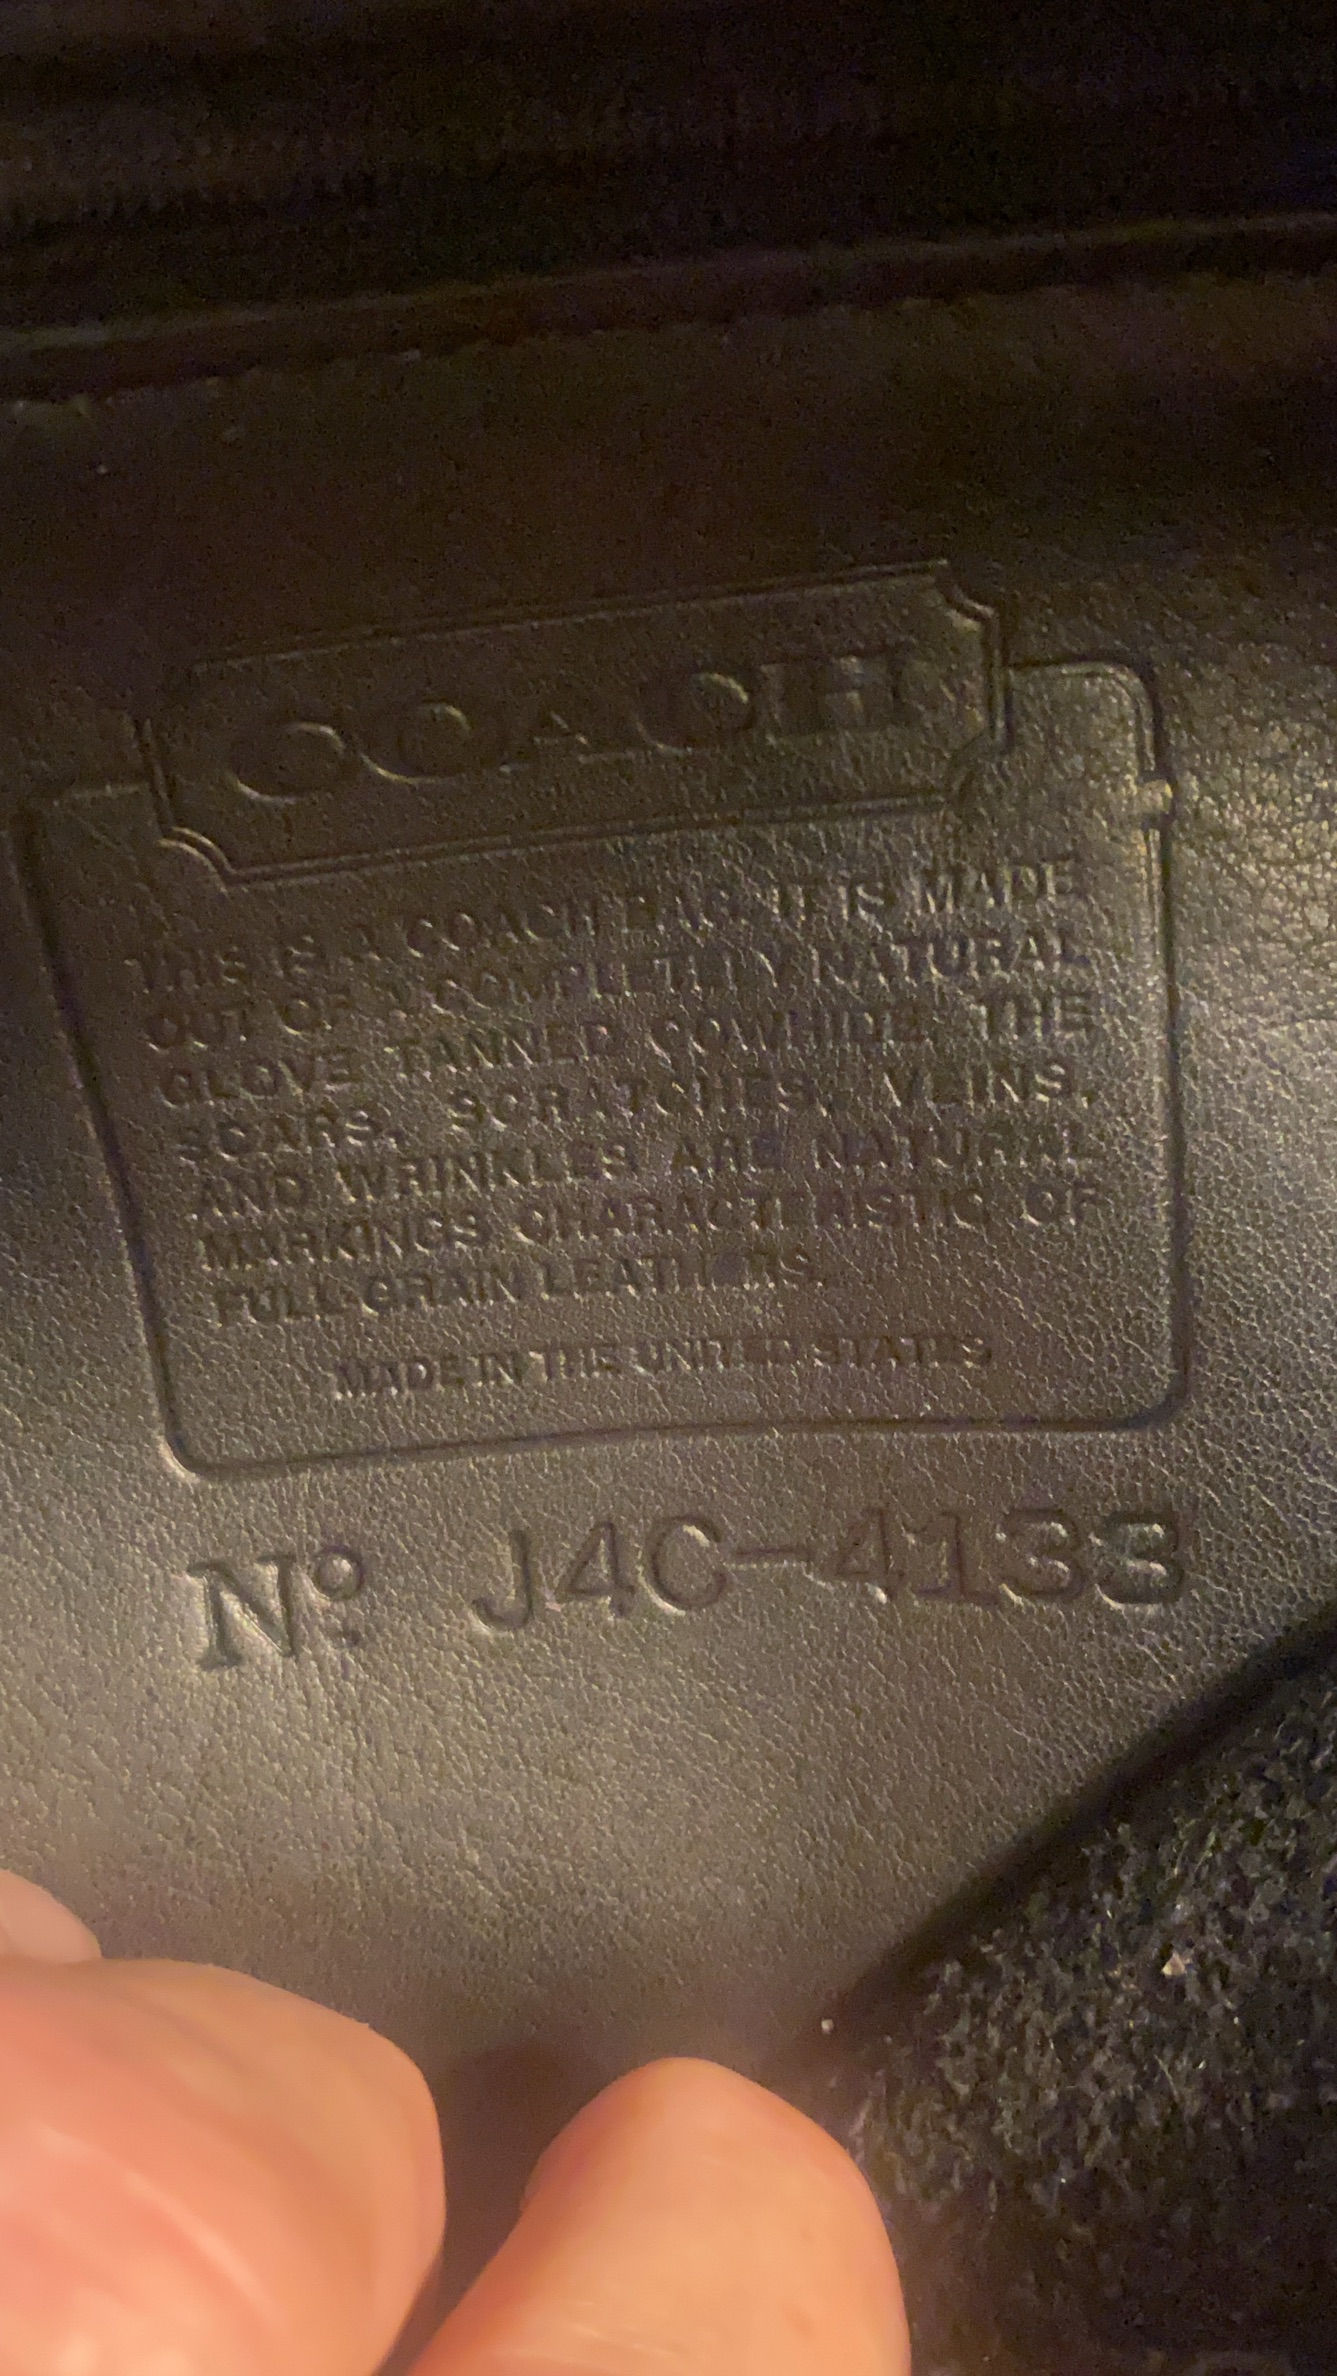 COACH
THIS IS A COACH BAG. IT IS MADE
OUT OF A COMPLETELY NATURAL
GLOVE TANNED COWHIDE. THE
SCARS, SCRATCHES, VEINS,
AND WRINKLES ARE NATURAL
MARKINGS CHARACTERISTIC OF
FULL-GRAIN LEATHERS.
MADE IN THE UNITED STATES
Nº J4C-4133